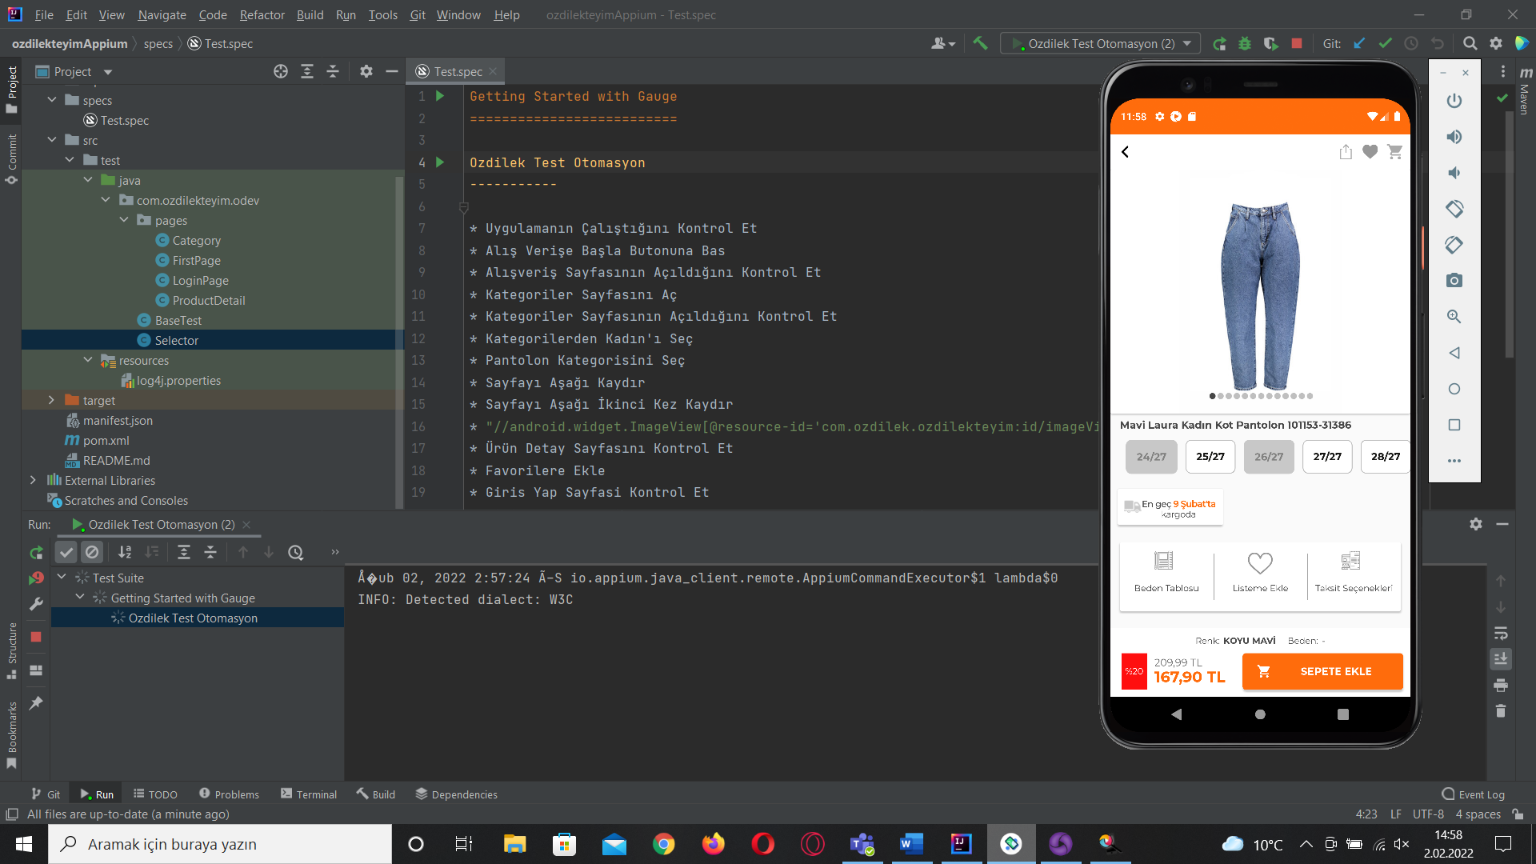 File Edit View Navigate Code Refactor Build Run Tools Git Window Help ozdilekteyimAppium - Test.spec
ozdilekteyimAppium specs Test.spec
Ozdilek Test Otomasyon (2)
Git:
Project
Test.spec
Project
Commit
Structure
Bookmarks
Maven
specs
Test.spec
src
test
java
com.ozdilekteyim.odev
pages
Category
FirstPage
LoginPage
ProductDetail
BaseTest
Selector
resources
log4j.properties
target
manifest.json
pom.xml
README.md
External Libraries
Scratches and Consoles
1 Getting Started with Gauge
2 ==========================
3
4 Ozdilek Test Otomasyon
5 -----------
6
7 * Uygulamanın Çalıştığını Kontrol Et
8 * Alış Verişe Başla Butonuna Bas
9 * Alışveriş Sayfasının Açıldığını Kontrol Et
10 * Kategoriler Sayfasını Aç
11 * Kategoriler Sayfasının Açıldığını Kontrol Et
12 * Kategorilerden Kadın'ı Seç
13 * Pantolon Kategorisini Seç
14 * Sayfayı Aşağı Kaydır
15 * Sayfayı Aşağı İkinci Kez Kaydır
16 * "//android.widget.ImageView[@resource-id='com.ozdilek.ozdilekteyim:id/imageVi
17 * Ürün Detay Sayfasını Kontrol Et
18 * Favorilere Ekle
19 * Giris Yap Sayfasi Kontrol Et
11:58
Mavi Laura Kadın Kot Pantolon 101153-31386
24/27 25/27 26/27 27/27 28/27
En geç 9 Şubat'ta
kargoda
Beden Tablosu Listeme Ekle Taksit Seçenekleri
Renk: KOYU MAVİ Beden: -
%20
209,99 TL
167,90 TL
SEPETE EKLE
Run: Ozdilek Test Otomasyon (2)
Test Suite
Getting Started with Gauge
Ozdilek Test Otomasyon
Å�ub 02, 2022 2:57:24 Ã–S io.appium.java_client.remote.AppiumCommandExecutor$1 lambda$0
INFO: Detected dialect: W3C
Git Run TODO Problems Terminal Build Dependencies Event Log
All files are up-to-date (a minute ago) 4:23 LF UTF-8 4 spaces
Aramak için buraya yazın
10°C
14:58
2.02.2022